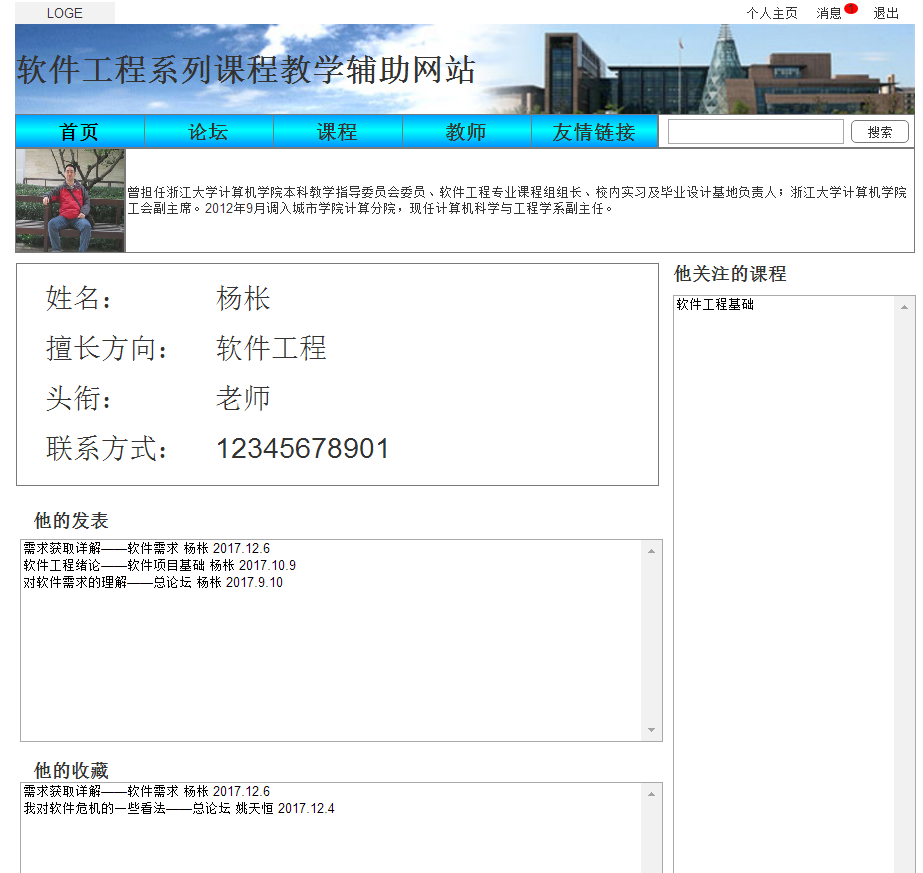 LOGE
个人主页 消息 退出
软件工程系列课程教学辅助网站
首页 论坛 课程 教师 友情链接 搜索
曾担任浙江大学计算机学院本科教学指导委员会委员、软件工程专业课程组组长、校内实习及毕业设计基地负责人；浙江大学计算机学院
工会副主席。2012年9月调入城市学院计算分院，现任计算机科学与工程学系副主任。
他关注的课程
软件工程基础
姓名： 杨枨
擅长方向： 软件工程
头衔： 老师
联系方式： 12345678901
他的发表
需求获取详解——软件需求 杨枨 2017.12.6
软件工程绪论——软件项目基础 杨枨 2017.10.9
对软件需求的理解——总论坛 杨枨 2017.9.10
他的收藏
需求获取详解——软件需求 杨枨 2017.12.6
我对软件危机的一些看法——总论坛 姚天恒 2017.12.4